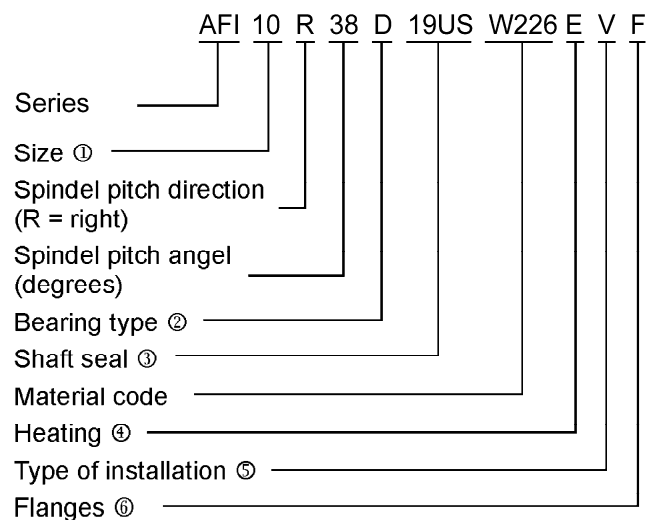 AFI 10 R 38 D 19US W226 E V F
Series
Size ①
Spindel pitch direction
(R = right)
Spindel pitch angel
(degrees)
Bearing type ②
Shaft seal ③
Material code
Heating ④
Type of installation ⑤
Flanges ⑥